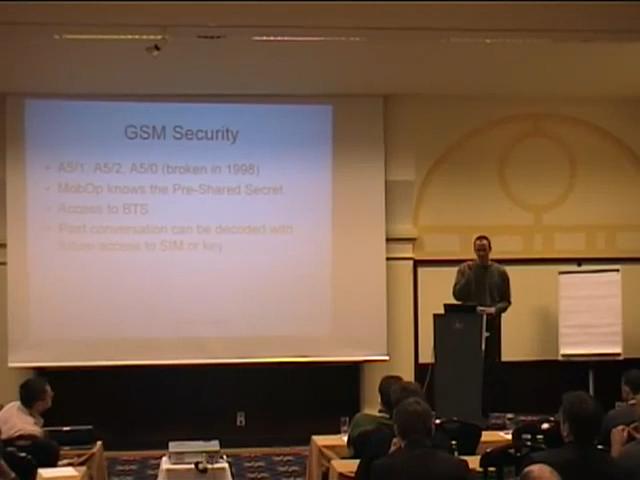 GSM Security
• A5/1, A5/2, A5/0 (broken in 1998)
• MobOp knows the Pre-Shared Secret
• Access to BTS
• Past conversation can be decoded with
future access to SIM or key